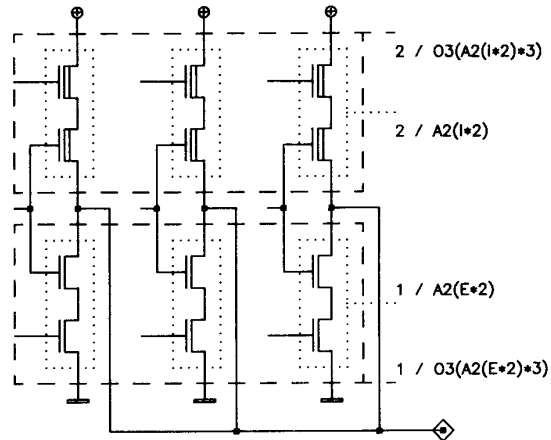 2 / O3(A2(I*2)*3)
2 / A2(I*2)
1 / A2(E*2)
1 / O3(A2(E*2)*3)